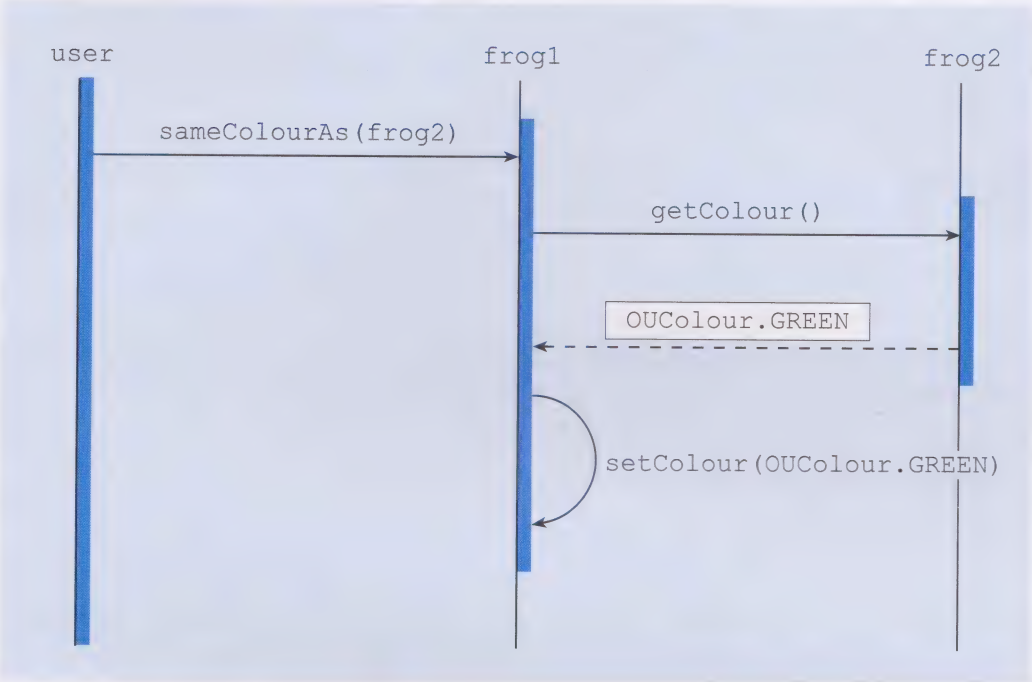 user
frog1
frog2
sameColourAs(frog2)
getColour()
OUColour.GREEN
setColour(OUColour.GREEN)